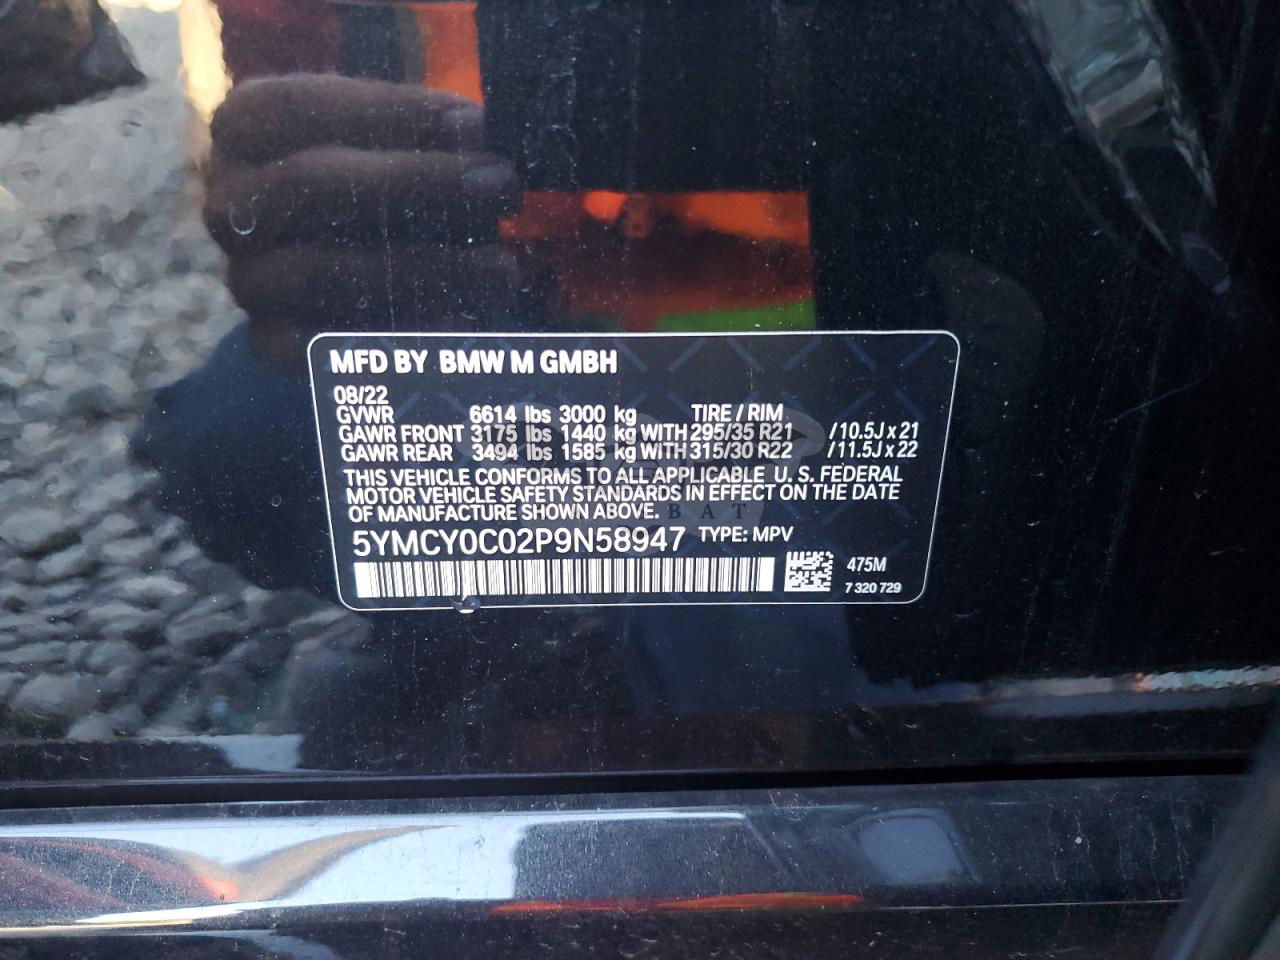 MFD BY BMW M GMBH
08/22
GVWR 6614 lbs 3000 kg TIRE / RIM
GAWR FRONT 3175 lbs 1440 kg WITH 295/35 R21 /10.5J x 21
GAWR REAR 3494 lbs 1585 kg WITH 315/30 R22 /11.5J x 22
THIS VEHICLE CONFORMS TO ALL APPLICABLE U. S. FEDERAL
MOTOR VEHICLE SAFETY STANDARDS IN EFFECT ON THE DATE
OF MANUFACTURE SHOWN ABOVE.
5YMCY0C02P9N58947 TYPE: MPV
475M
7 320 729